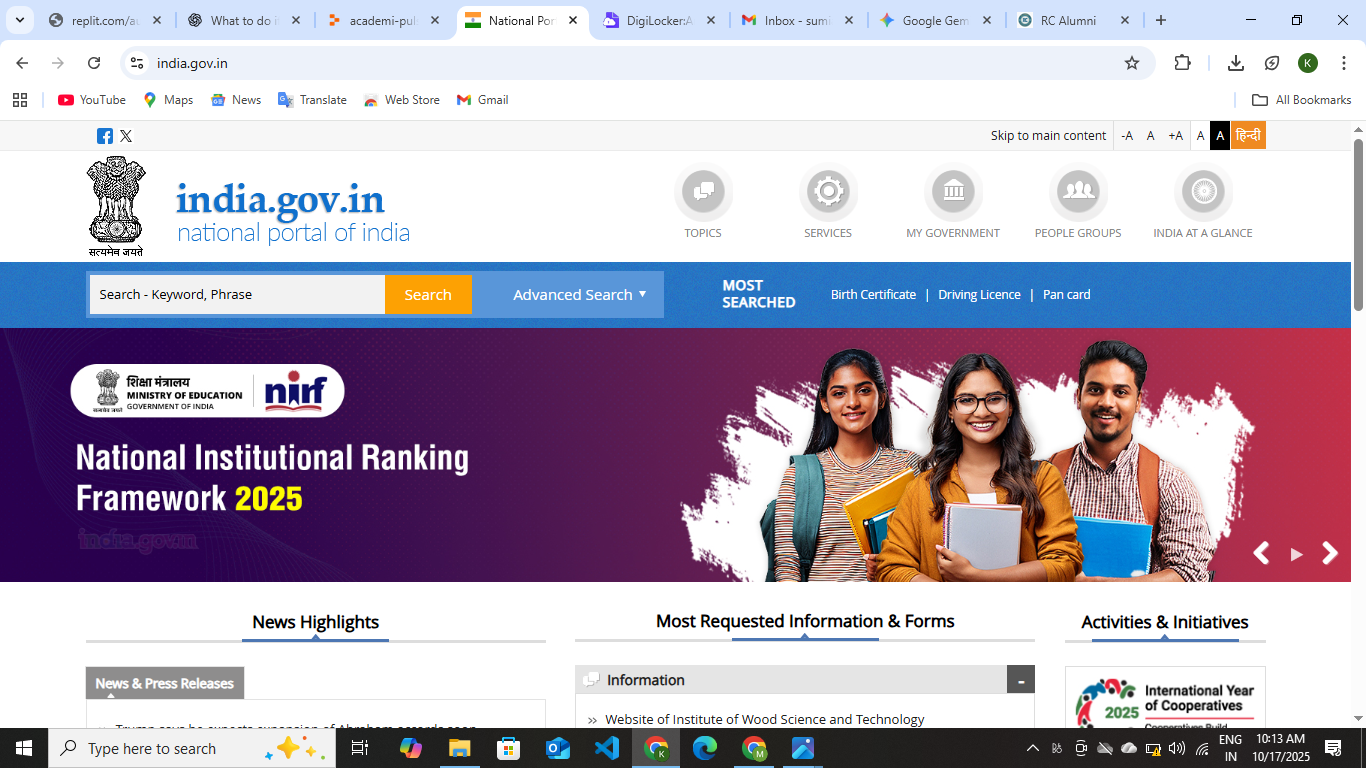 replit.com/au
What to do i
academi-pul
National Por
DigiLocker:A
Inbox - sumi
Google Gem
RC Alumni
india.gov.in
YouTube
Maps
News
Translate
Web Store
Gmail
All Bookmarks
Skip to main content -A A +A A A हिन्दी
सत्यमेव जयते
india.gov.in
national portal of india
TOPICS
SERVICES
MY GOVERNMENT
PEOPLE GROUPS
INDIA AT A GLANCE
Search - Keyword, Phrase
Search
Advanced Search
MOST
SEARCHED
Birth Certificate | Driving Licence | Pan card
शिक्षा मंत्रालय
MINISTRY OF EDUCATION
GOVERNMENT OF INDIA
nirf
National Institutional Ranking
Framework 2025
india.gov.in
News Highlights
Most Requested Information & Forms
Activities & Initiatives
News & Press Releases
Information
-
Website of Institute of Wood Science and Technology
2025
International Year
of Cooperatives
Cooperatives Build
Type here to search
K
M
ENG
IN
10:13 AM
10/17/2025